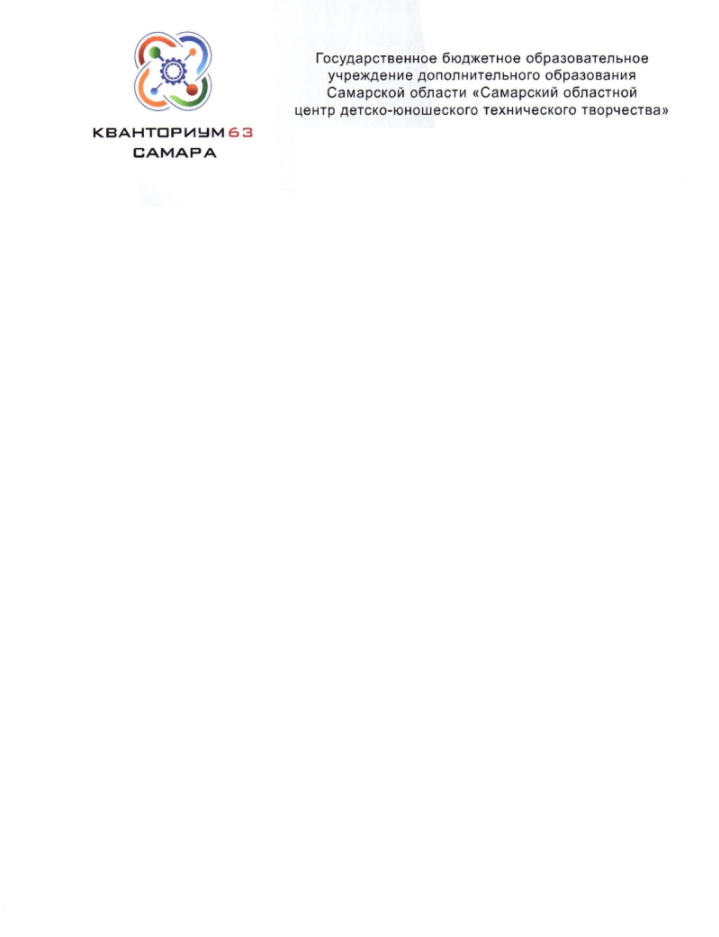 КВАНТОРИУМ63
САМАРА
Государственное бюджетное образовательное
учреждение дополнительного образования
Самарской области «Самарский областной
центр детско-юношеского технического творчества»